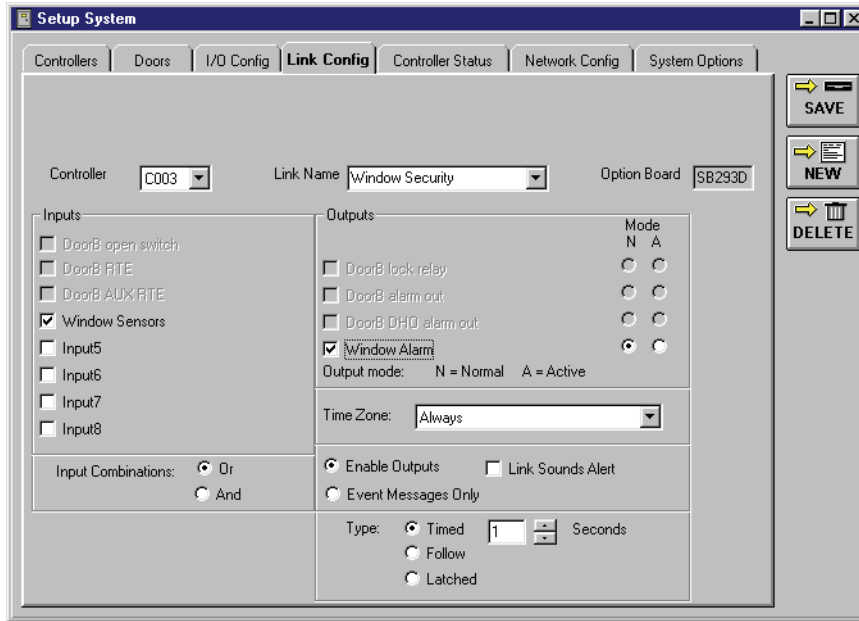 Setup System
Controllers Doors I/O Config Link Config Controller Status Network Config System Options
SAVE
NEW
DELETE
Controller C003 Link Name Window Security Option Board SB293D
Inputs
DoorB open switch
DoorB RTE
DoorB AUX RTE
Window Sensors
Input5
Input6
Input7
Input8
Input Combinations: Or
And
Outputs
Mode
N A
DoorB lock relay
DoorB alarm out
DoorB DHO alarm out
Window Alarm
Output mode: N = Normal A = Active
Time Zone: Always
Enable Outputs Link Sounds Alert
Event Messages Only
Type: Timed 1 Seconds
Follow
Latched